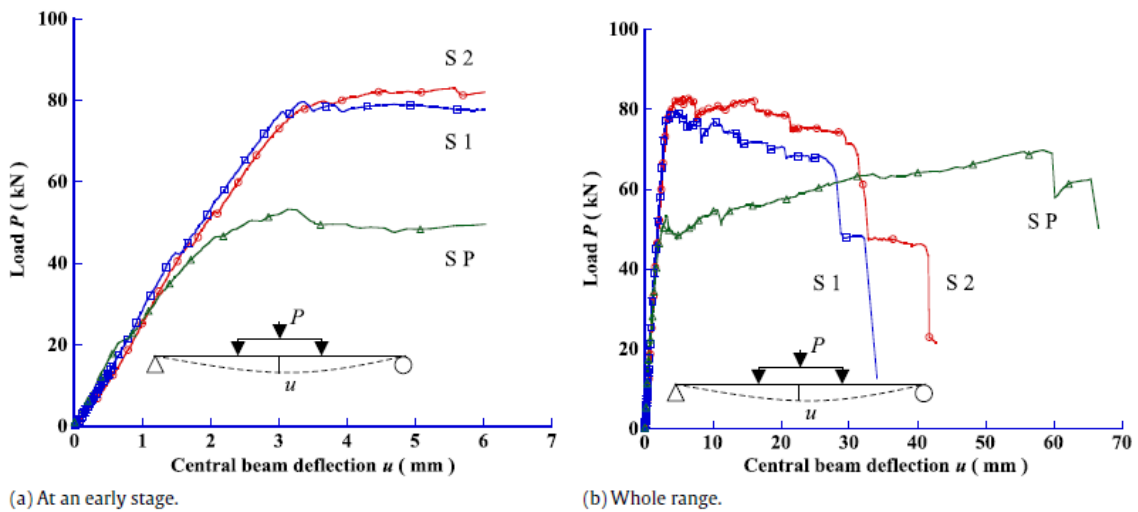 100
80
60
40
20
0
Load P ( kN )
S 2
S 1
S P
P
u
0 1 2 3 4 5 6 7
Central beam deflection u ( mm )
(a) At an early stage.
100
80
60
40
20
0
Load P ( kN )
S P
S 1
S 2
P
u
0 10 20 30 40 50 60 70
Central beam deflection u ( mm )
(b) Whole range.